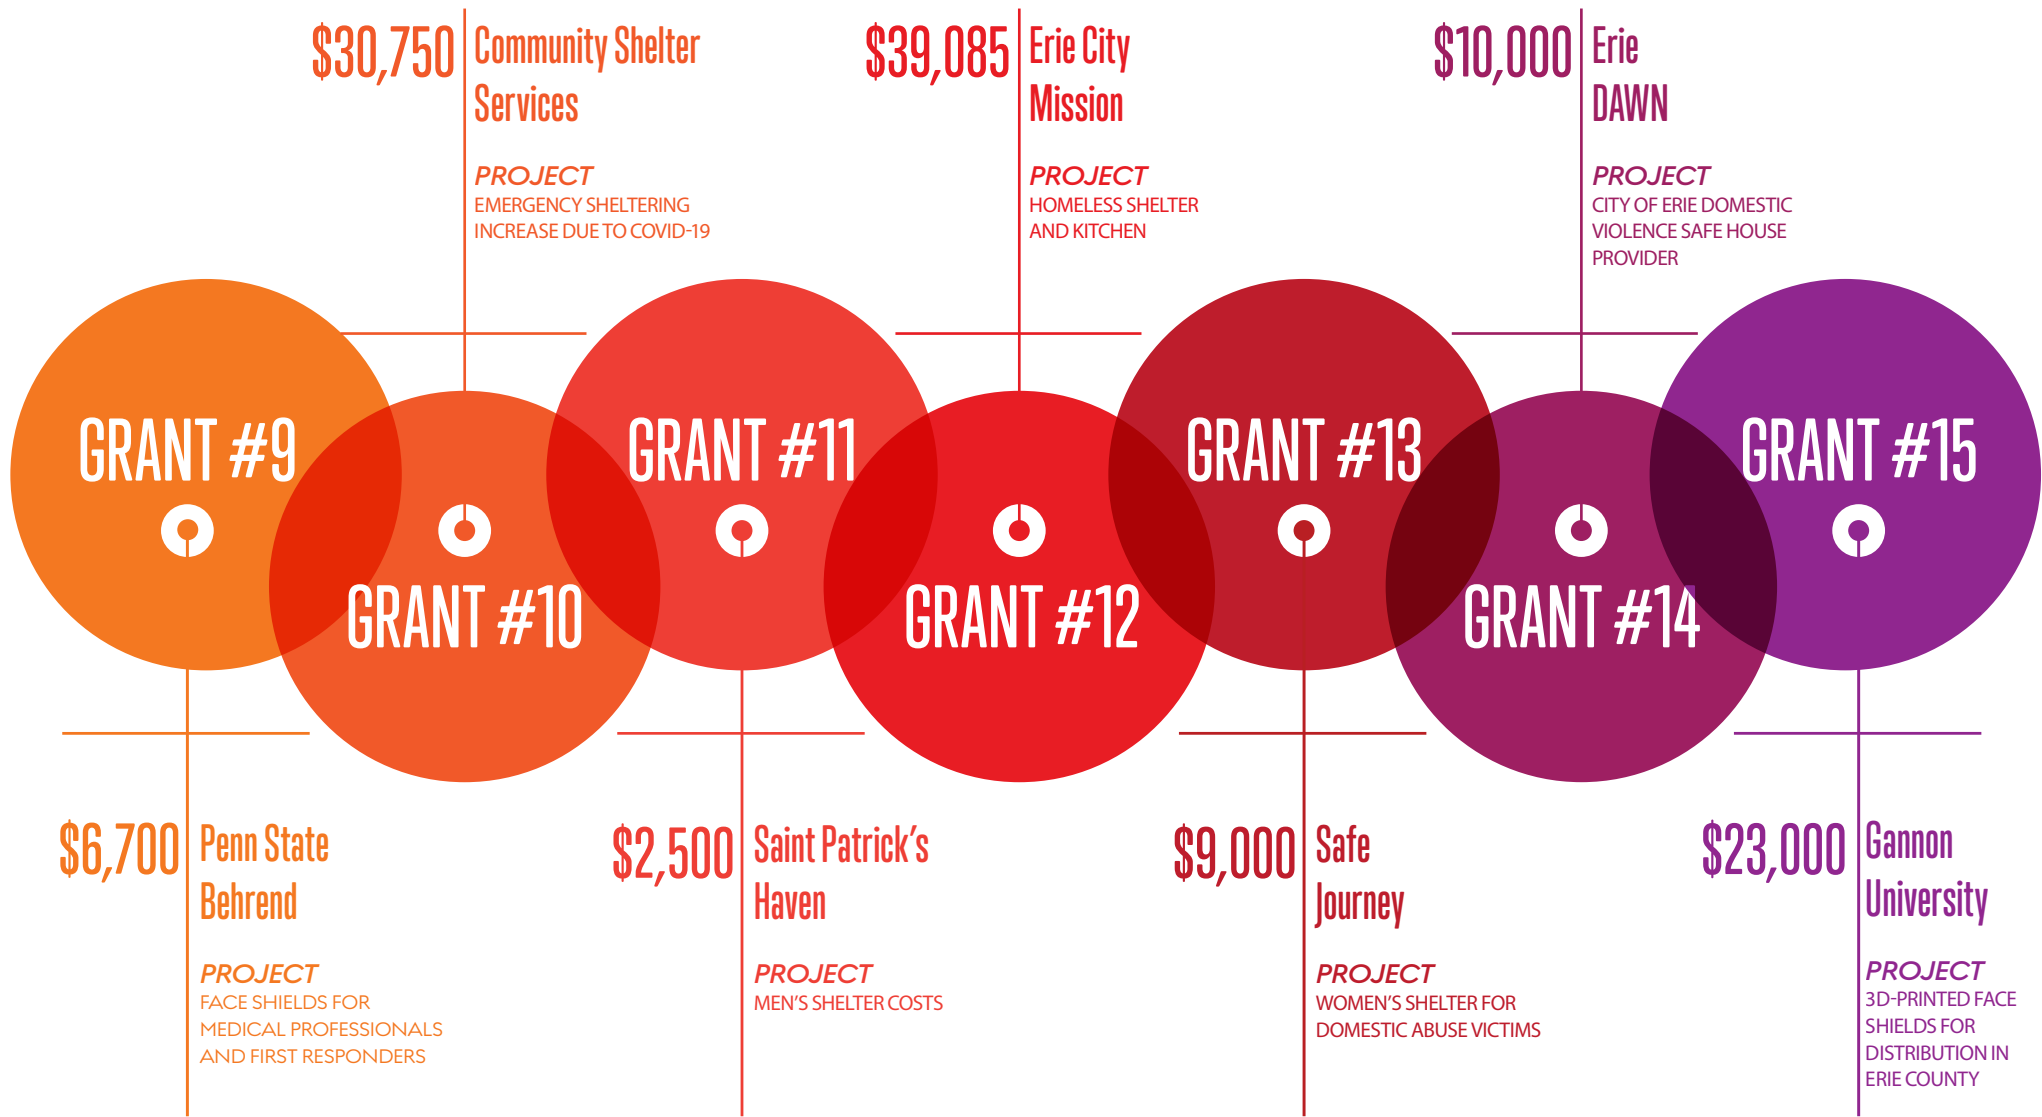 $30,750
Community Shelter
Services
PROJECT
EMERGENCY SHELTERING
INCREASE DUE TO COVID-19
$39,085
Erie City
Mission
PROJECT
HOMELESS SHELTER
AND KITCHEN
$10,000
Erie
DAWN
PROJECT
CITY OF ERIE DOMESTIC
VIOLENCE SAFE HOUSE
PROVIDER
GRANT #9
GRANT #10
GRANT #11
GRANT #12
GRANT #13
GRANT #14
GRANT #15
$6,700
Penn State
Behrend
PROJECT
FACE SHIELDS FOR
MEDICAL PROFESSIONALS
AND FIRST RESPONDERS
$2,500
Saint Patrick's
Haven
PROJECT
MEN'S SHELTER COSTS
$9,000
Safe
Journey
PROJECT
WOMEN'S SHELTER FOR
DOMESTIC ABUSE VICTIMS
$23,000
Gannon
University
PROJECT
3D-PRINTED FACE
SHIELDS FOR
DISTRIBUTION IN
ERIE COUNTY